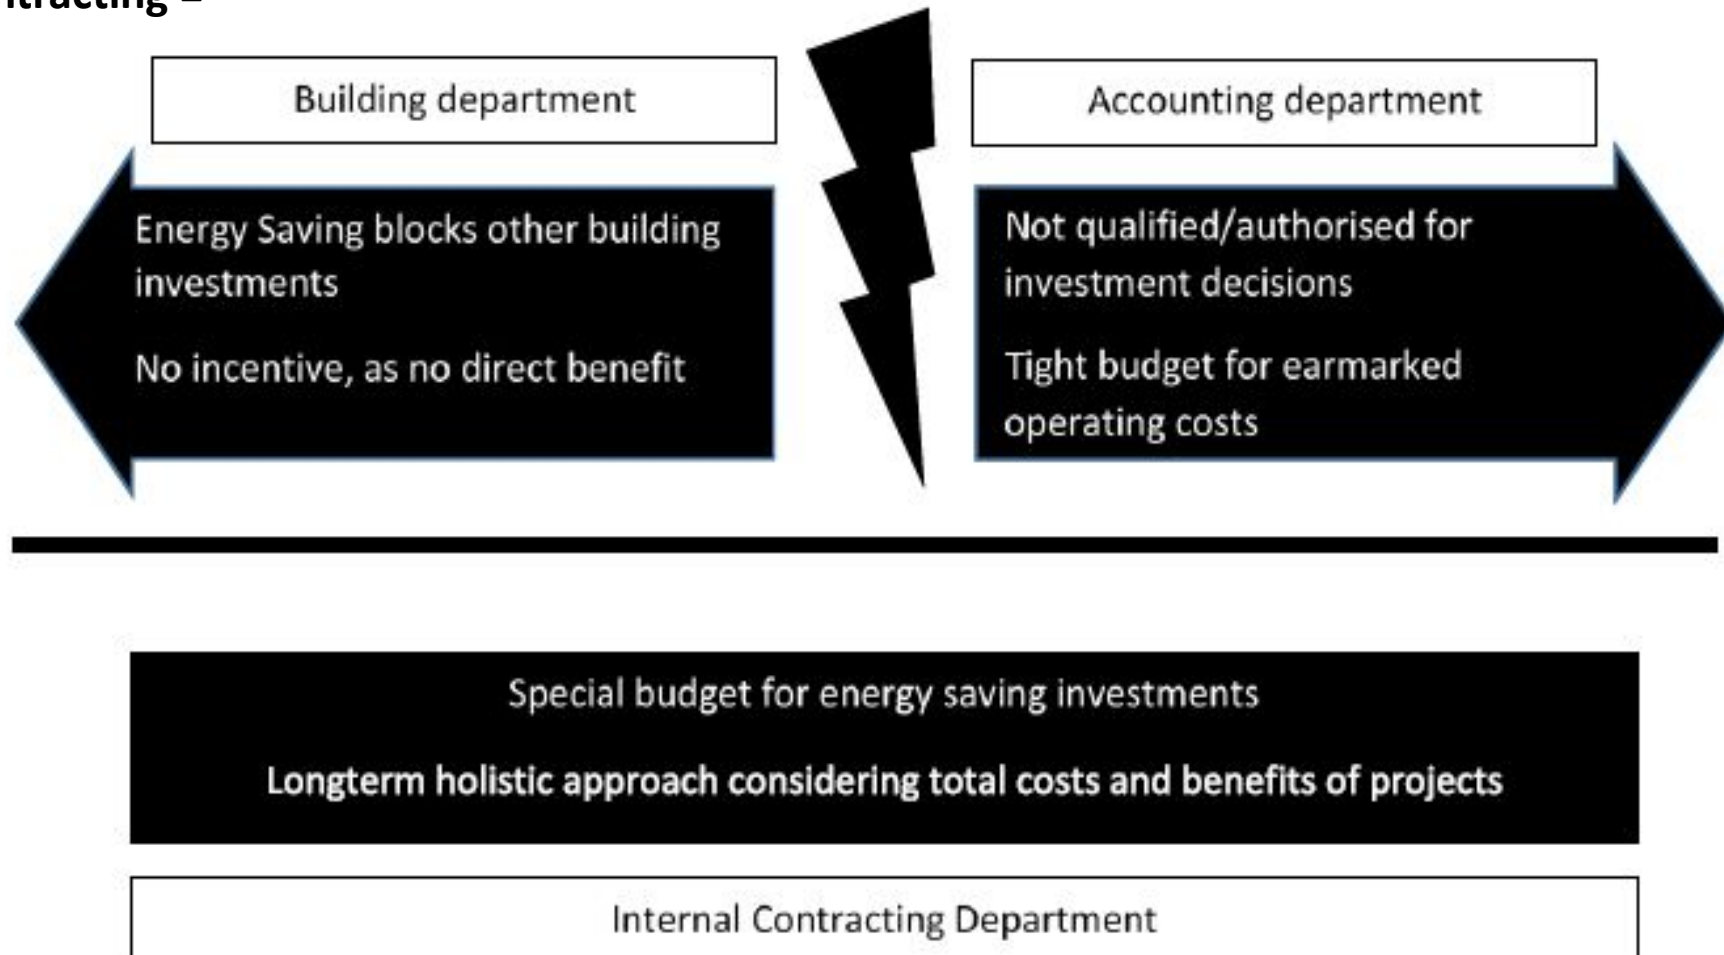 Building department
Accounting department
Energy Saving blocks other building
investments
No incentive, as no direct benefit
Not qualified/authorised for
investment decisions
Tight budget for earmarked
operating costs
Special budget for energy saving investments
Longterm holistic approach considering total costs and benefits of projects
Internal Contracting Department